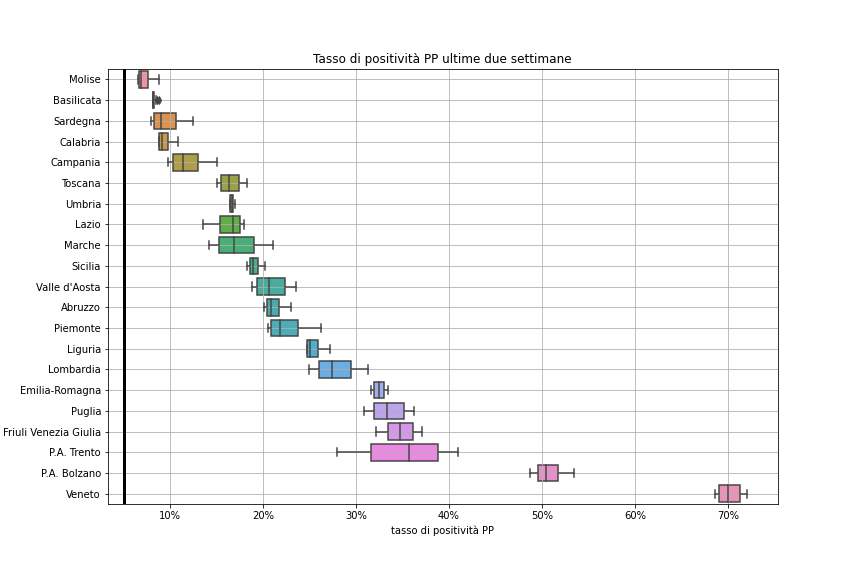 Tasso di positività PP ultime due settimane
Molise
Basilicata
Sardegna
Calabria
Campania
Toscana
Umbria
Lazio
Marche
Sicilia
Valle d'Aosta
Abruzzo
Piemonte
Liguria
Lombardia
Emilia-Romagna
Puglia
Friuli Venezia Giulia
P.A. Trento
P.A. Bolzano
Veneto
10% 20% 30% 40% 50% 60% 70%
tasso di positività PP